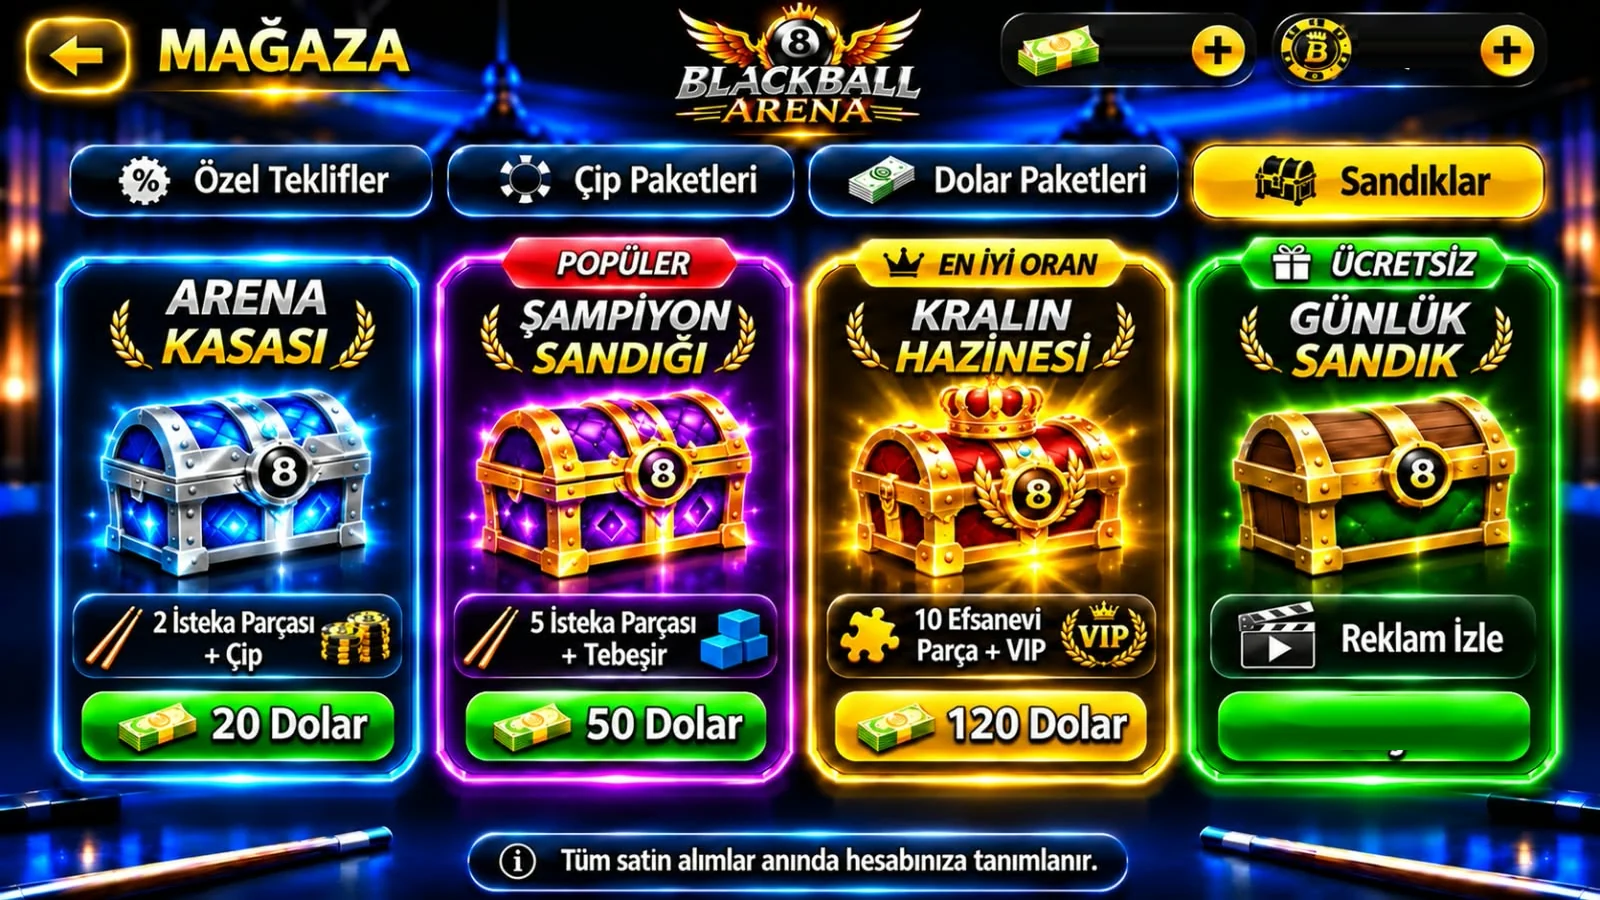 MAĞAZA
8
BLACKBALL
ARENA
B
% Özel Teklifler
Çip Paketleri
Dolar Paketleri
Sandıklar
ARENA
KASASI
8
2 İsteka Parçası
+ Çip
20 Dolar
POPÜLER
ŞAMPİYON
SANDIĞI
8
5 İsteka Parçası
+ Tebeşir
50 Dolar
EN İYİ ORAN
KRALIN
HAZİNESİ
8
10 Efsanevi
Parça + VIP
VIP
120 Dolar
ÜCRETSİZ
GÜNLÜK
SANDIK
8
Reklam İzle
Tüm satin alımlar anında hesabınıza tanımlanır.